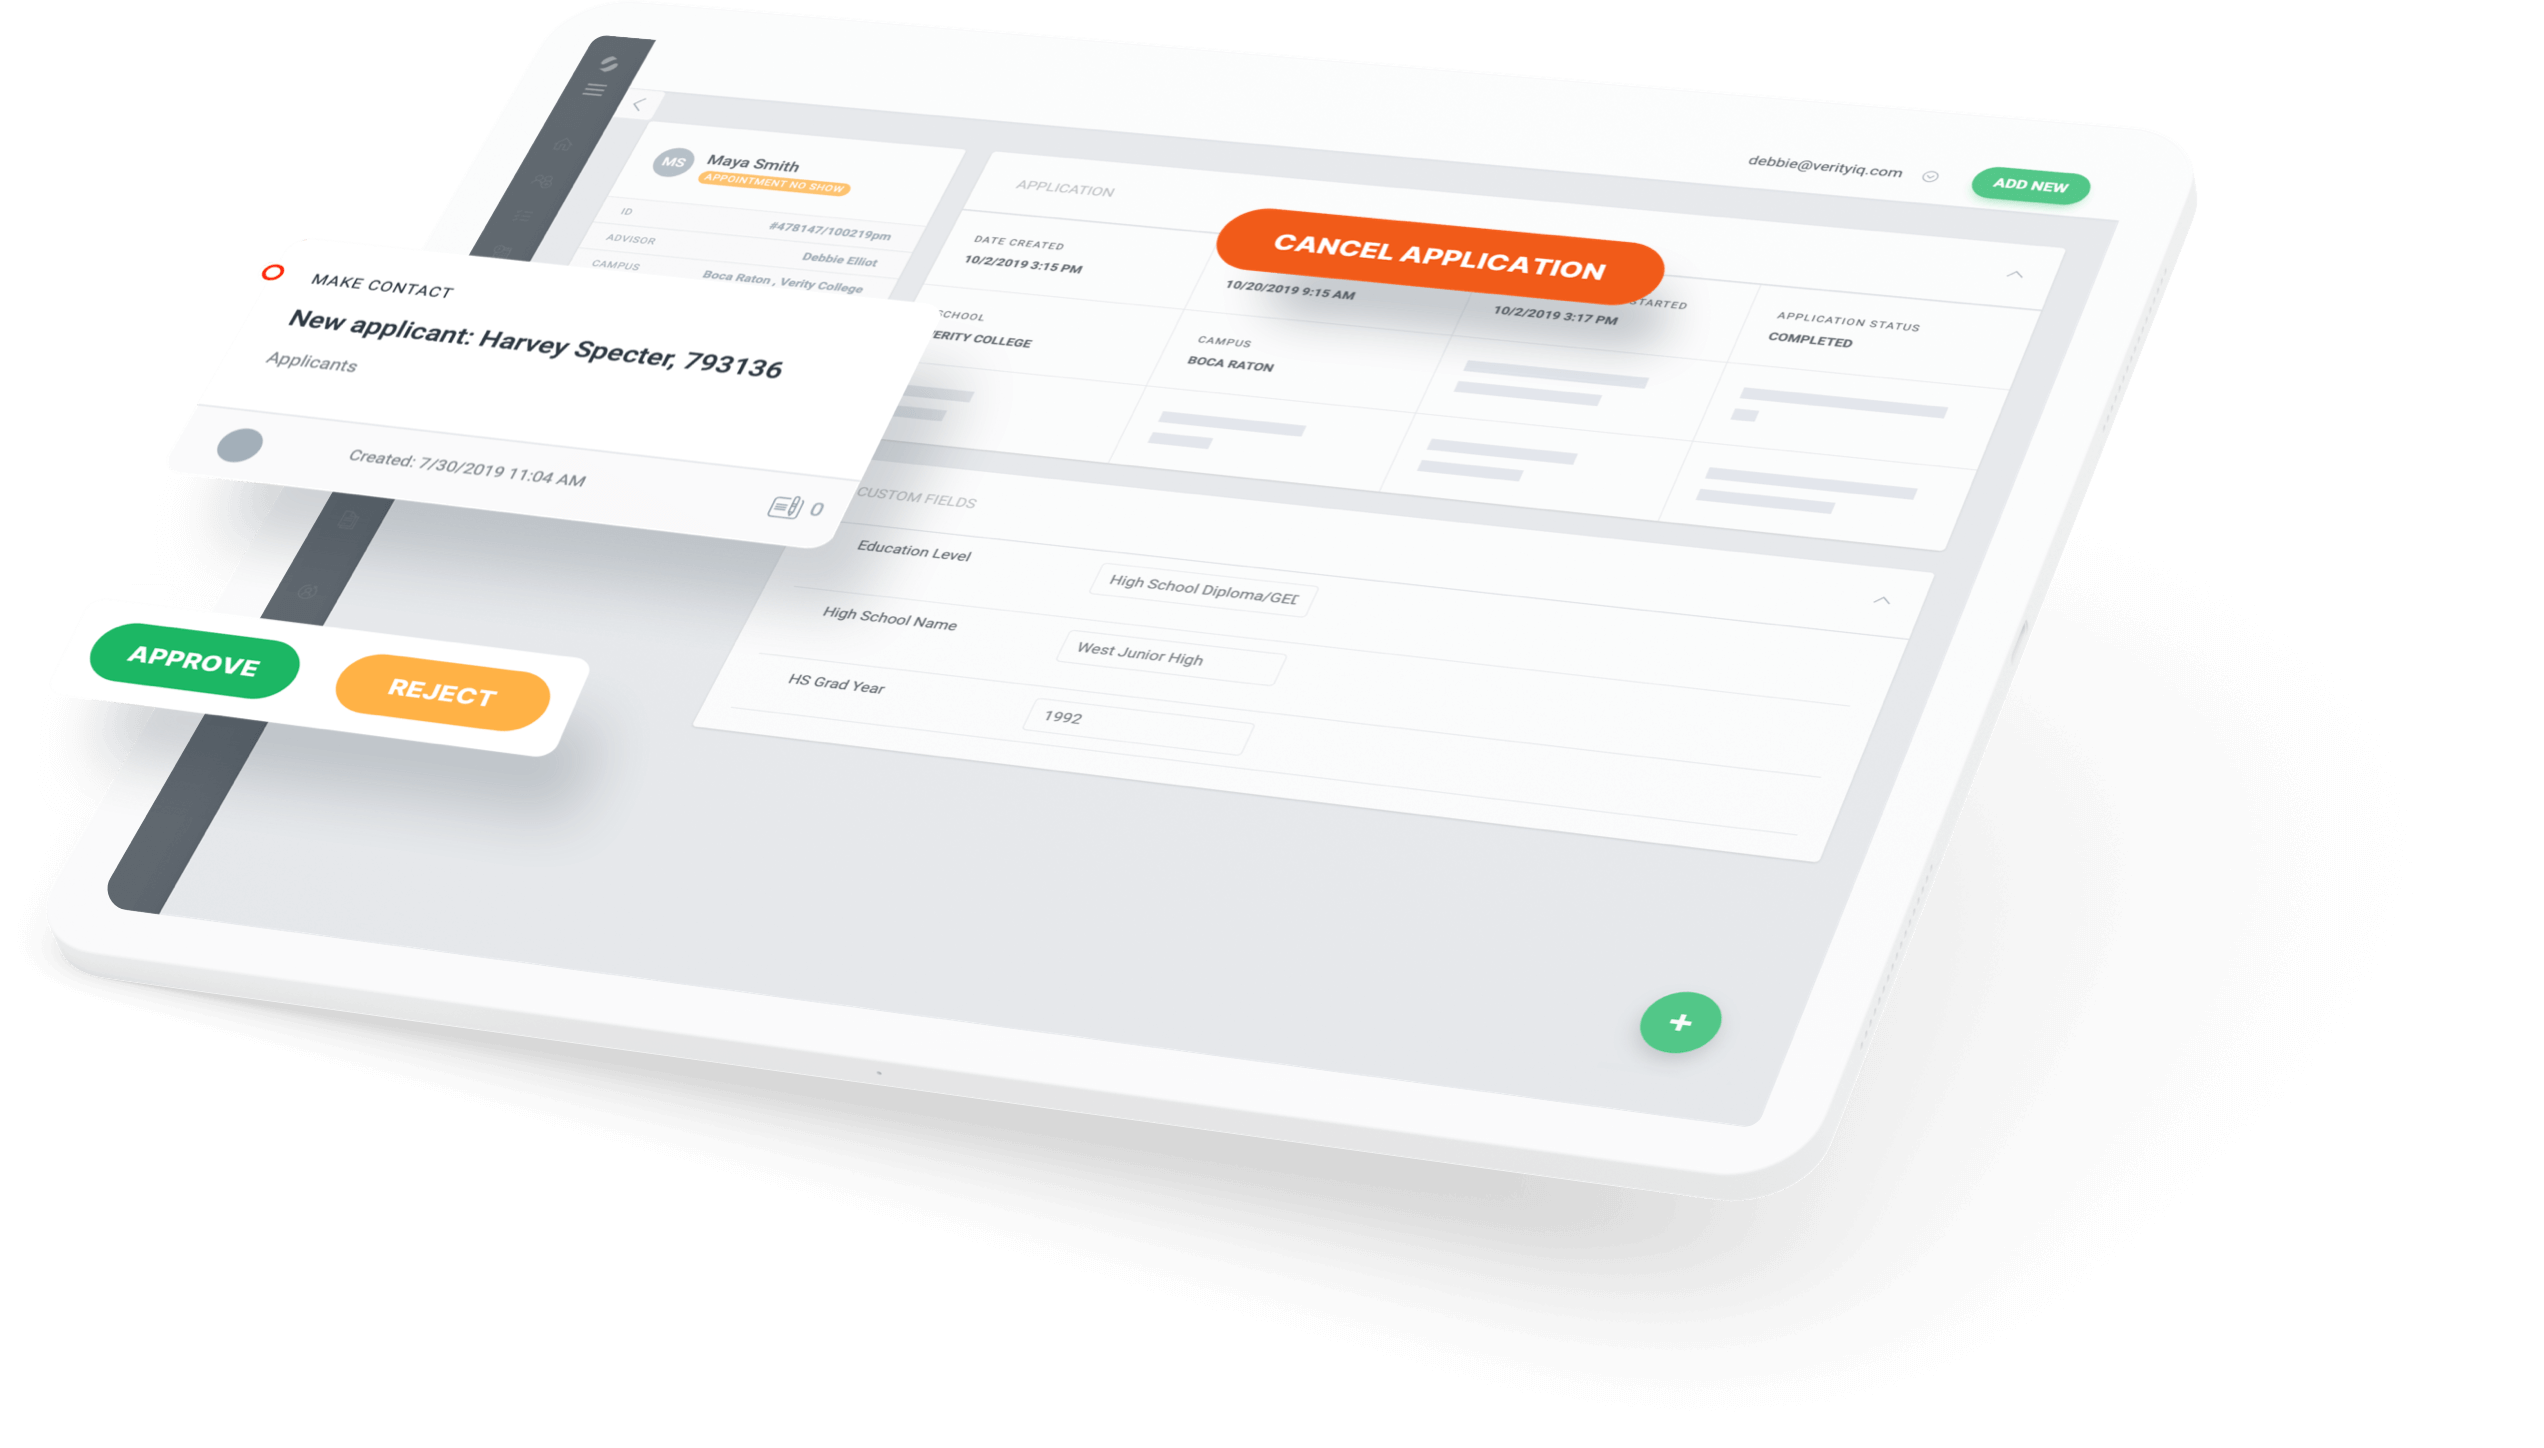 debbie@verityiq.com
ADD NEW
MS
Maya Smith
APPOINTMENT NO SHOW
ID
#478147/100219pm
ADVISOR
Debbie Elliot
CAMPUS
Boca Raton , Verity College
APPLICATION
CANCEL APPLICATION
DATE CREATED
10/2/2019 3:15 PM
10/20/2019 9:15 AM
STARTED
10/2/2019 3:17 PM
APPLICATION STATUS
COMPLETED
SCHOOL
VERITY COLLEGE
CAMPUS
BOCA RATON
MAKE CONTACT
New applicant: Harvey Specter, 793136
Applicants
Created: 7/30/2019 11:04 AM
0
CUSTOM FIELDS
Education Level
High School Diploma/GED
High School Name
West Junior High
HS Grad Year
1992
APPROVE
REJECT
+